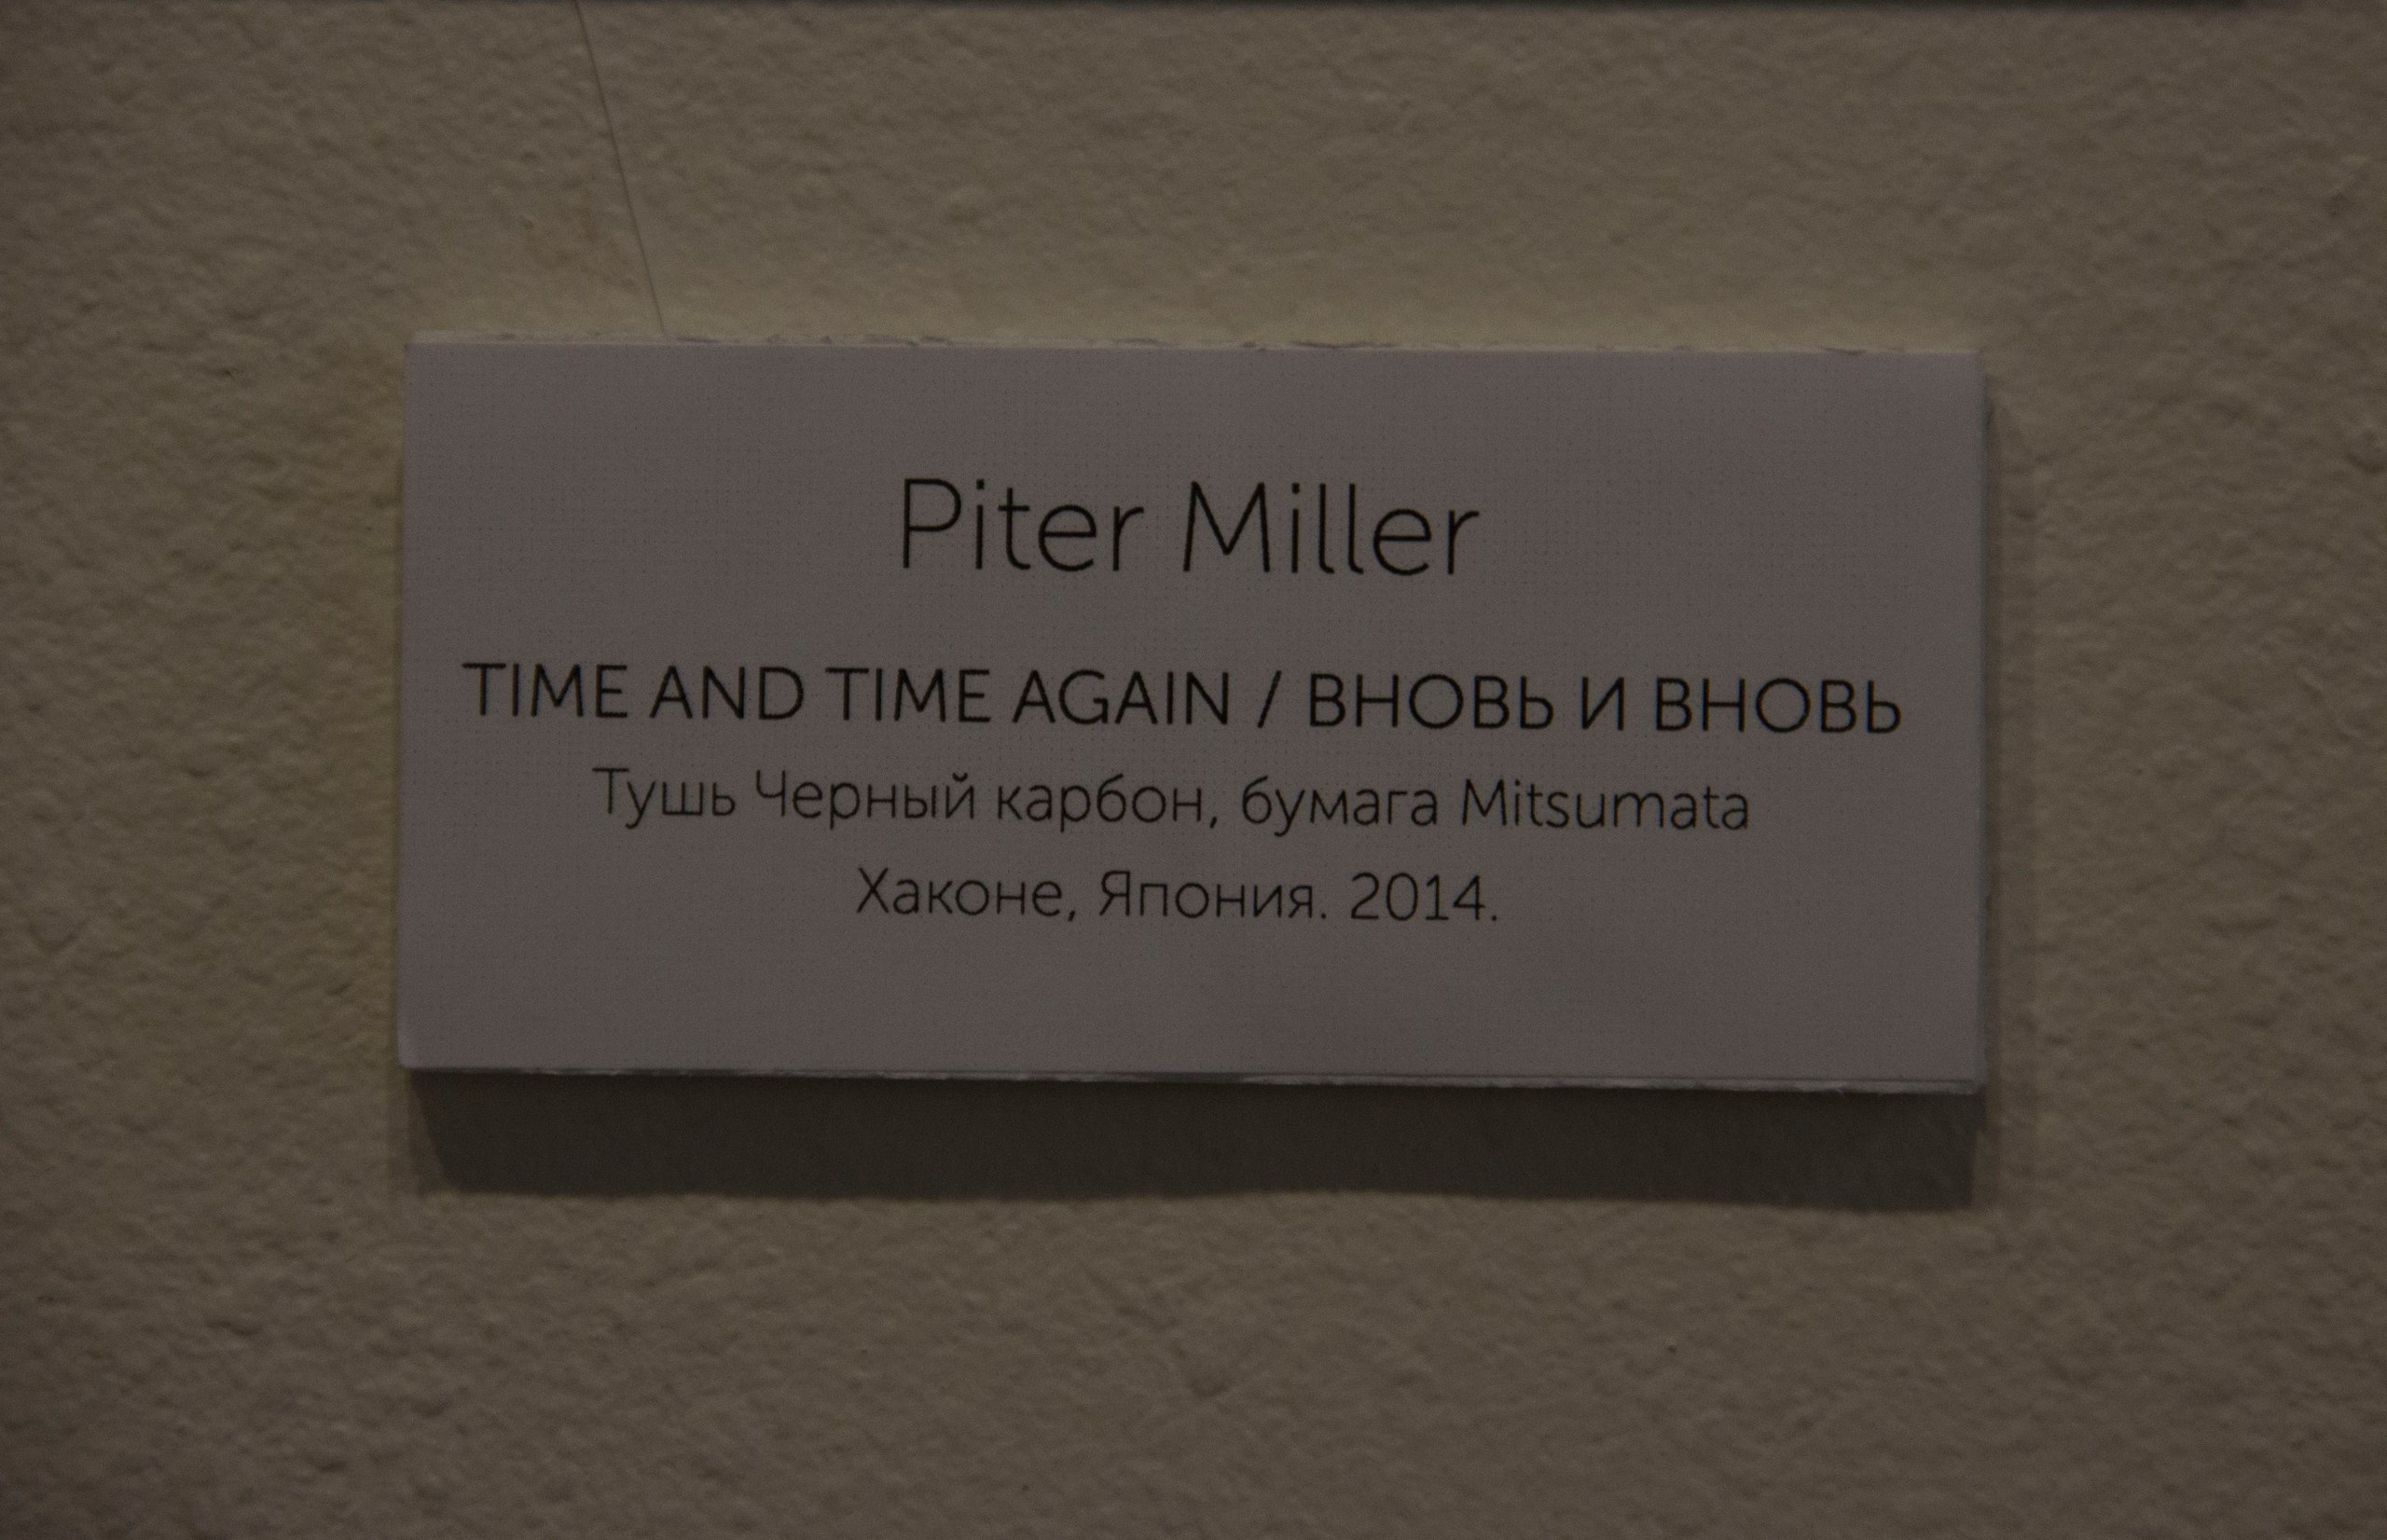 Piter Miller
TIME AND TIME AGAIN / ВНОВЬ И ВНОВЬ
Тушь Черный карбон, бумага Mitsumata
Хаконе, Япония. 2014.